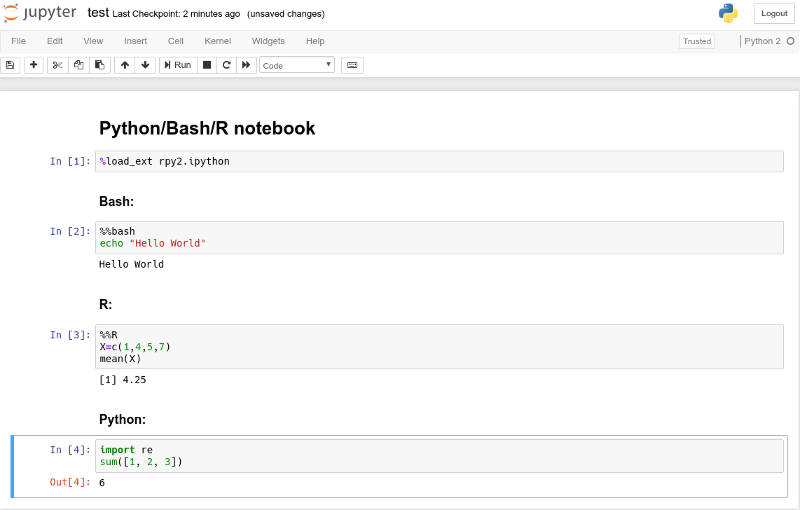 jupyter test Last Checkpoint: 2 minutes ago (unsaved changes) Logout
File Edit View Insert Cell Kernel Widgets Help Trusted Python 2
Run Code
Python/Bash/R notebook
In [1]: %load_ext rpy2.ipython
Bash:
In [2]: %%bash
echo "Hello World"
Hello World
R:
In [3]: %%R
X=c(1,4,5,7)
mean(X)
[1] 4.25
Python:
In [4]: import re
sum([1, 2, 3])
Out[4]: 6